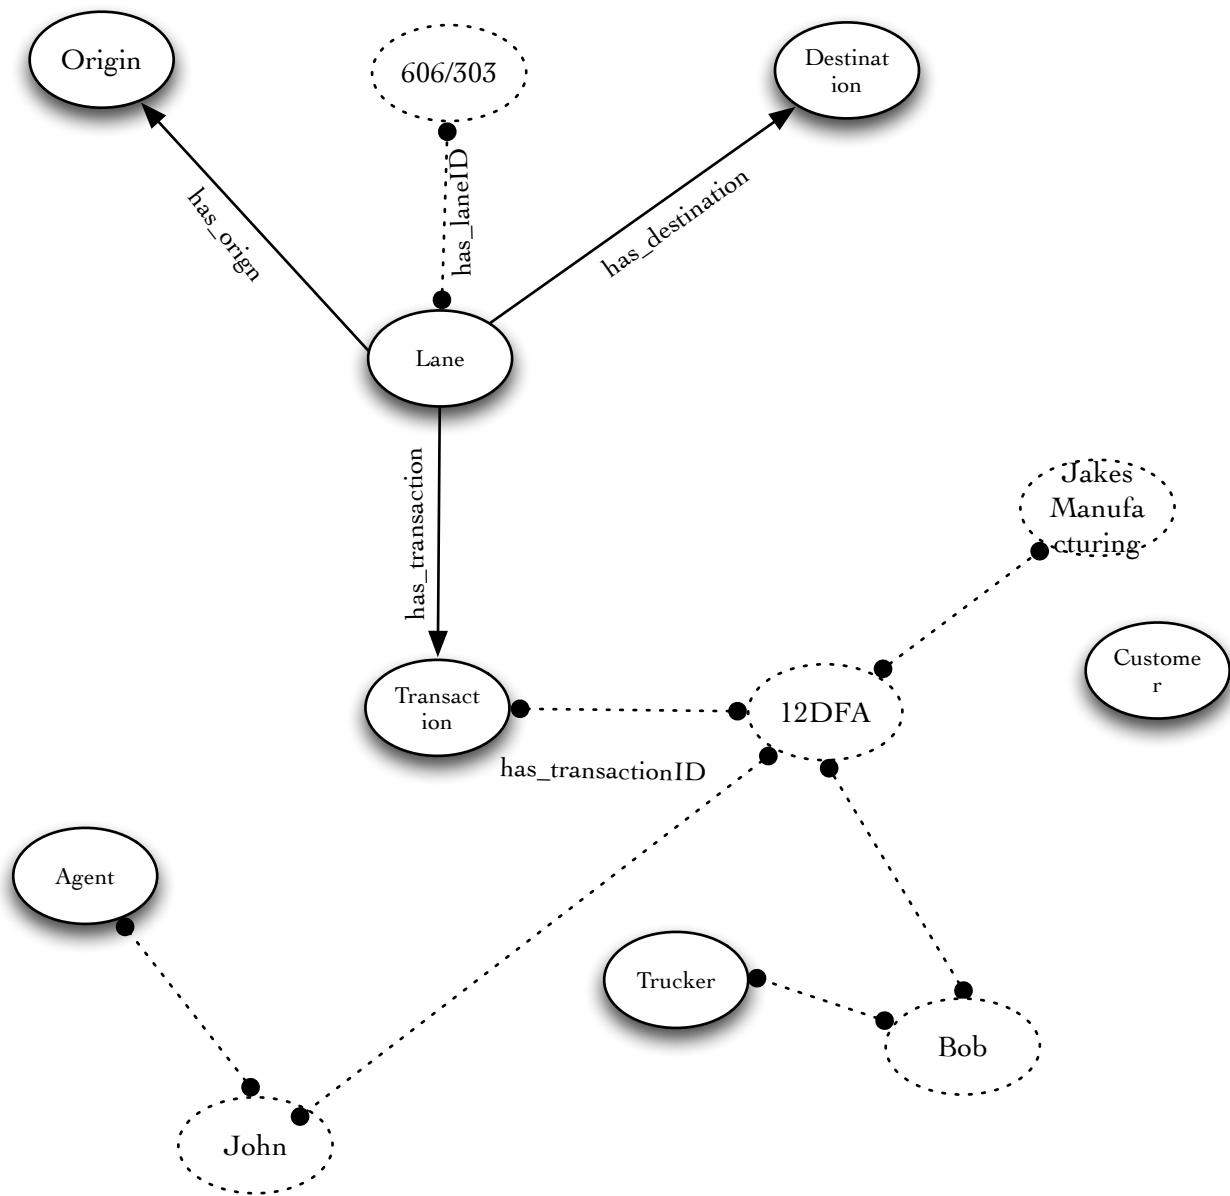 Origin
606/303
Destinat
ion
has_orign
has_laneID
has_destination
Lane
has_transaction
Jakes
Manufa
cturing
Custome
r
Transact
ion
12DFA
has_transactionID
Agent
Trucker
Bob
John